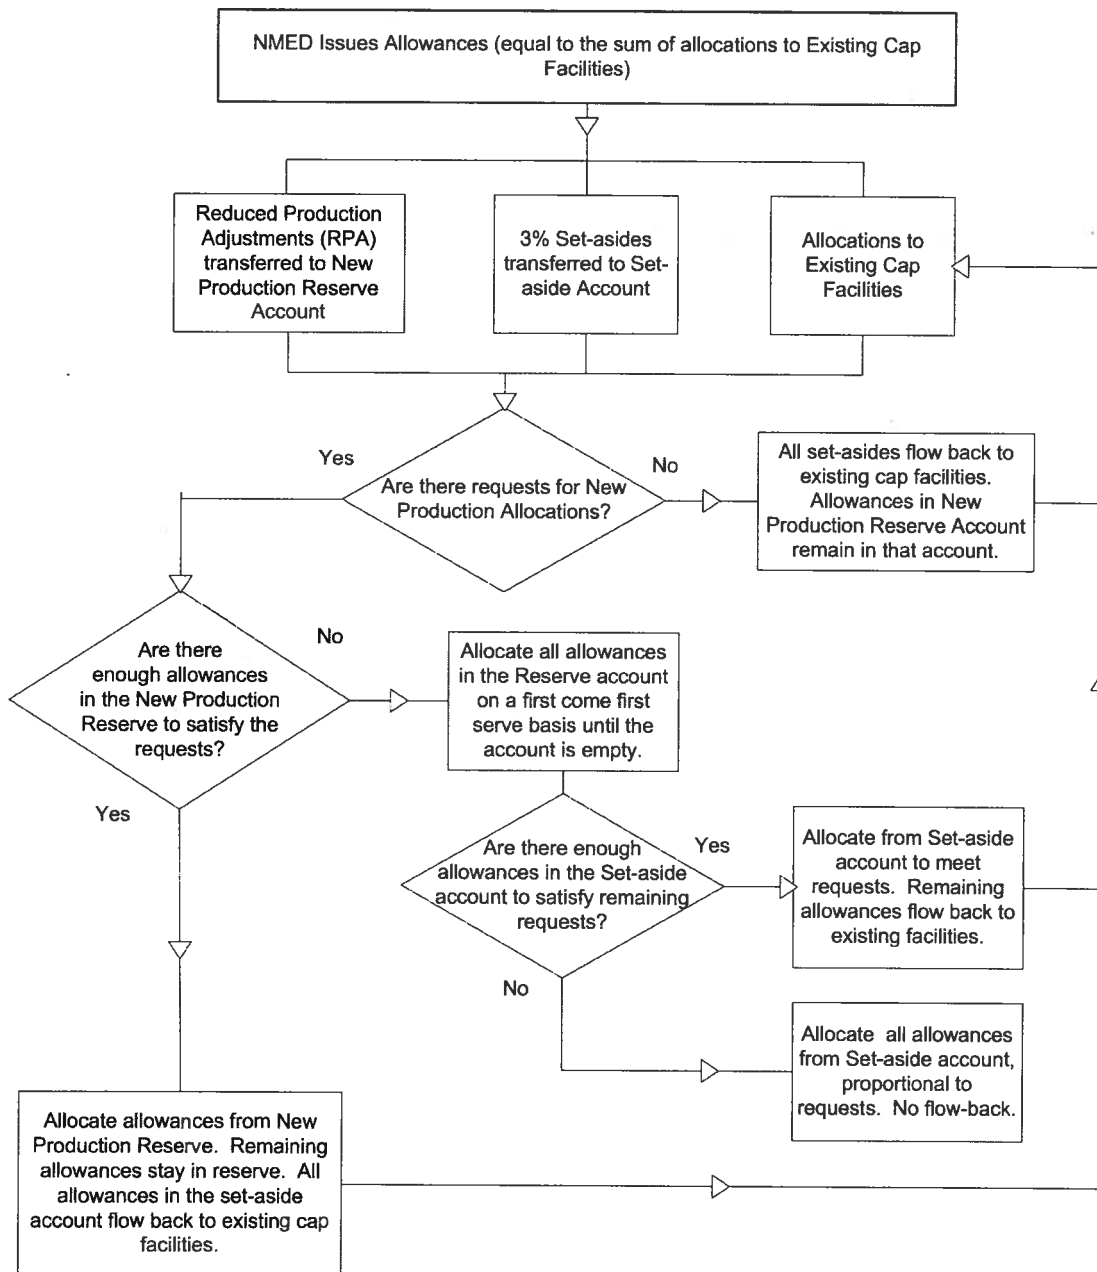 NMED Issues Allowances (equal to the sum of allocations to Existing Cap
Facilities)
Reduced Production
Adjustments (RPA)
transferred to New
Production Reserve
Account
3% Set-asides
transferred to Set-
aside Account
Allocations to
Existing Cap
Facilities
Yes
Are there requests for New
Production Allocations?
No
All set-asides flow back to
existing cap facilities.
Allowances in New
Production Reserve Account
remain in that account.
Are there
enough allowances
in the New Production
Reserve to satisfy the
requests?
No
Allocate all allowances
in the Reserve account
on a first come first
serve basis until the
account is empty.
Yes
Are there enough
allowances in the Set-aside
account to satisfy remaining
requests?
Yes
Allocate from Set-aside
account to meet
requests. Remaining
allowances flow back to
existing facilities.
No
Allocate all allowances
from Set-aside account,
proportional to
requests. No flow-back.
Allocate allowances from New
Production Reserve. Remaining
allowances stay in reserve. All
allowances in the set-aside
account flow back to existing cap
facilities.